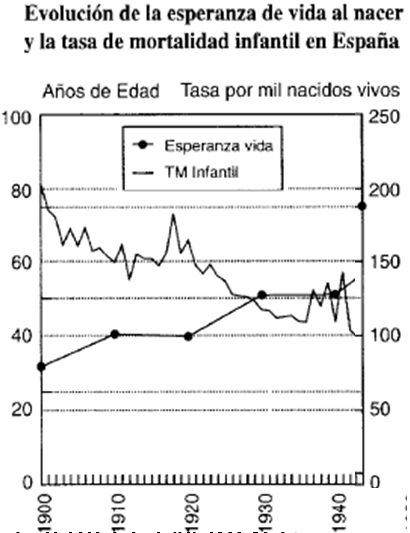 Evolución de la esperanza de vida al nacer
y la tasa de mortalidad infantil en España
Años de Edad Tasa por mil nacidos vivos
100 250
Esperanza vida
TM Infantil
80 200
60 150
40 100
20 50
0 0
1900 1910 1920 1930 1940